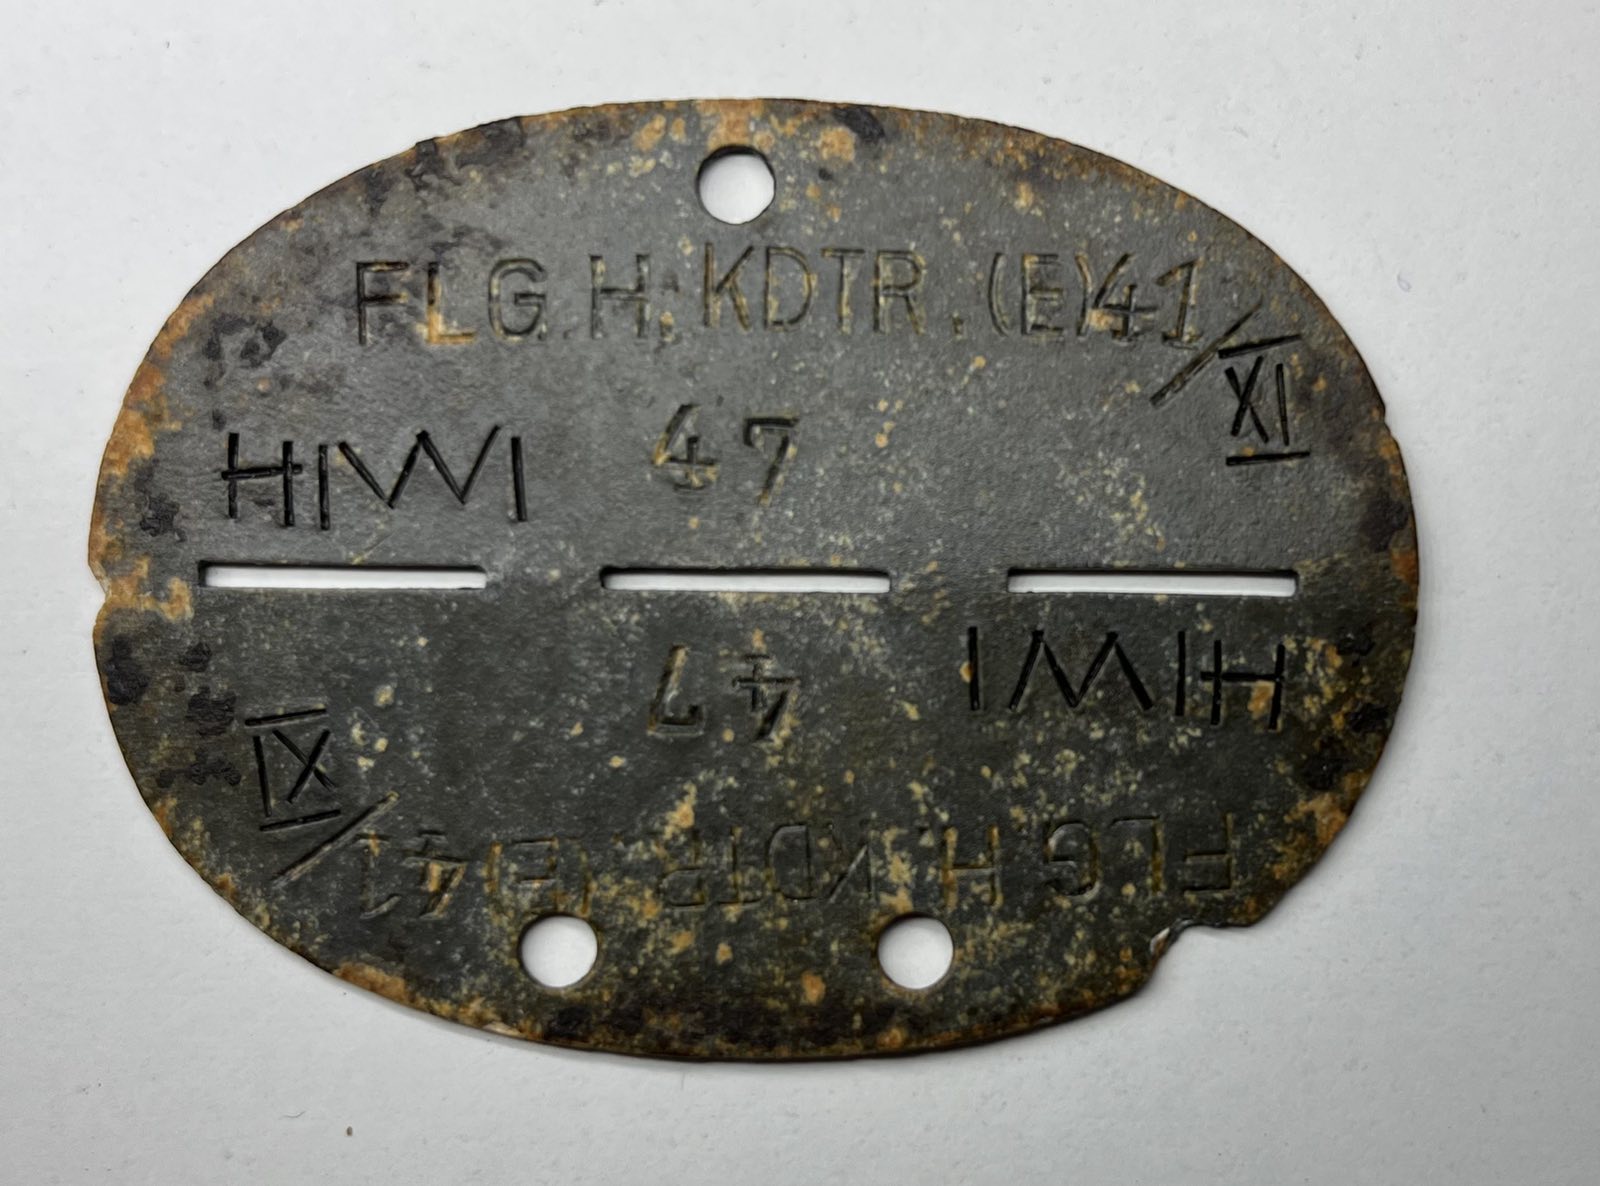 FLG.H.KDTR.(E)41/XI
HIWI 47
HIWI 47
FLG.H.KDTR.(E)41/XI